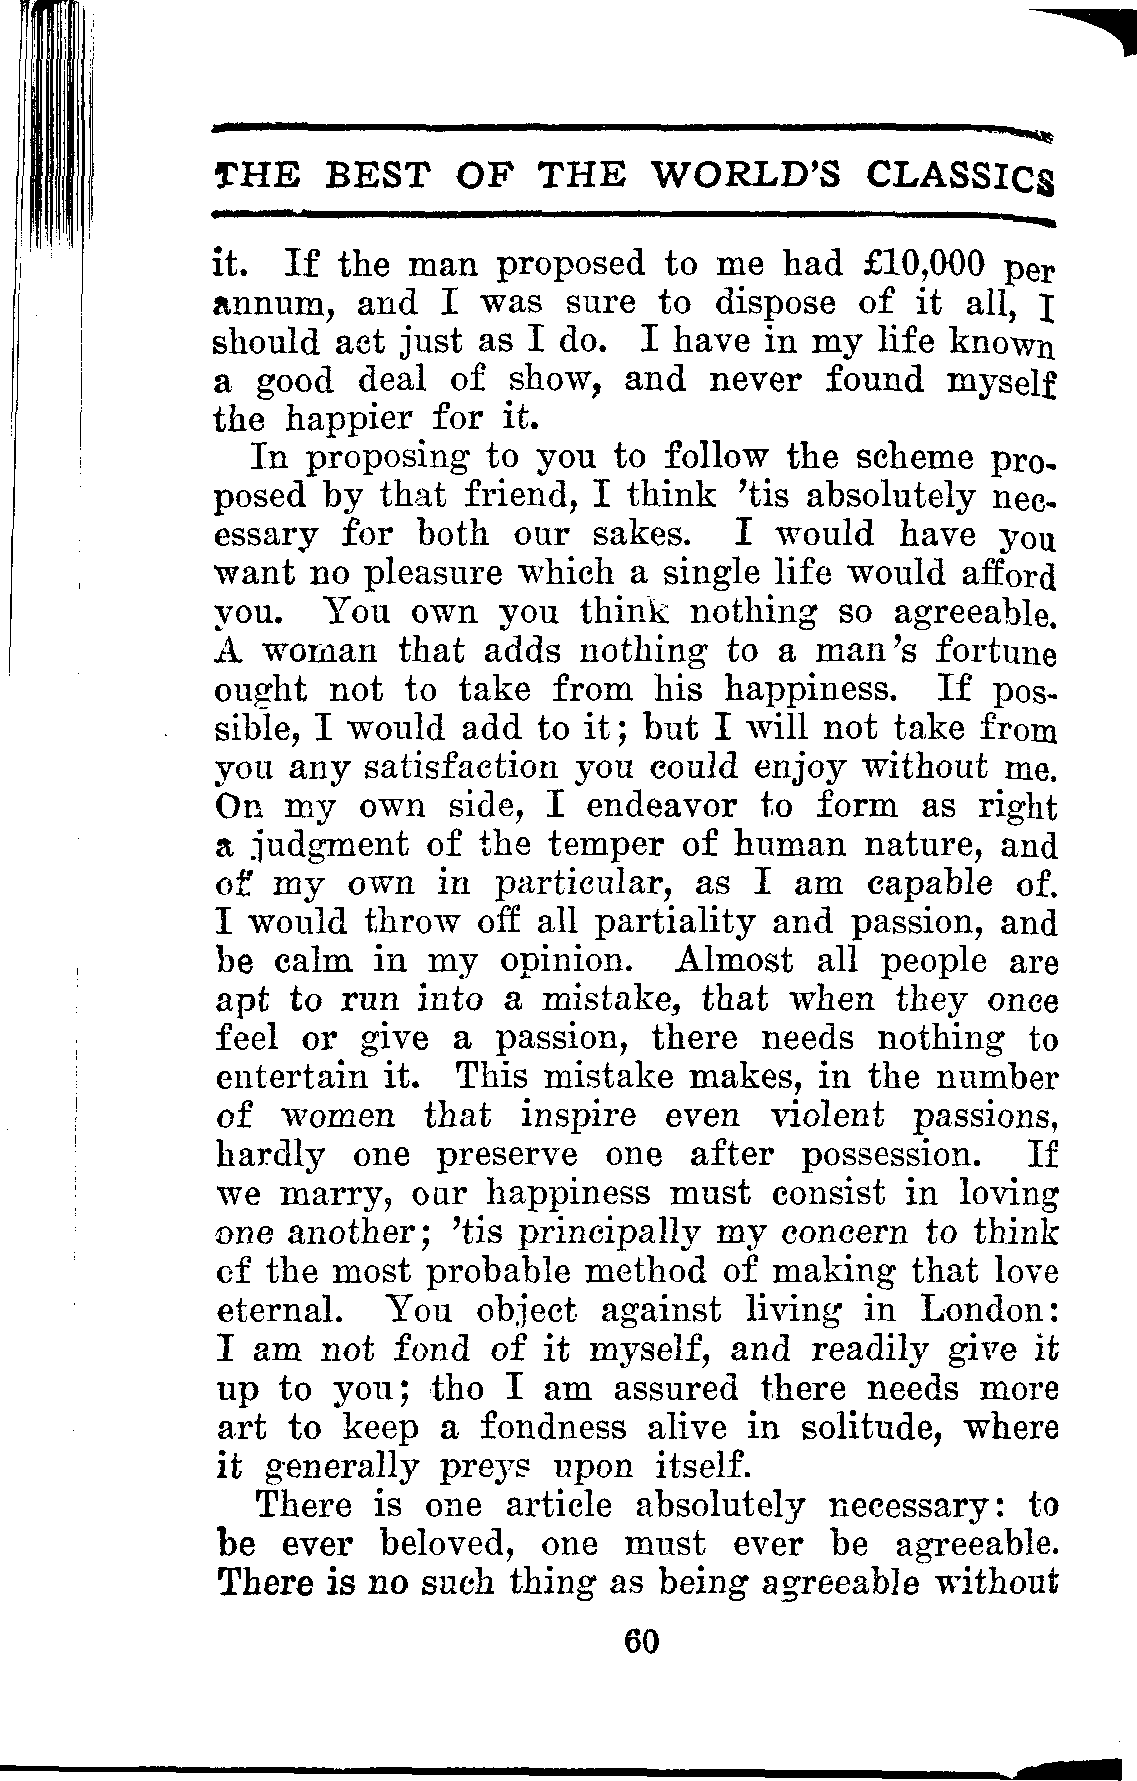 THE BEST OF THE WORLD'S CLASSICS
it. If the man proposed to me had £10,000 per
annum, and I was sure to dispose of it all, I
should act just as I do. I have in my life known
a good deal of show, and never found myself
the happier for it.
In proposing to you to follow the scheme pro-
posed by that friend, I think 'tis absolutely nec-
essary for both our sakes. I would have you
want no pleasure which a single life would afford
you. You own you think nothing so agreeable.
A woman that adds nothing to a man's fortune
ought not to take from his happiness. If pos-
sible, I would add to it; but I will not take from
you any satisfaction you could enjoy without me.
On my own side, I endeavor to form as right
a judgment of the temper of human nature, and
of my own in particular, as I am capable of.
I would throw off all partiality and passion, and
be calm in my opinion. Almost all people are
apt to run into a mistake, that when they once
feel or give a passion, there needs nothing to
entertain it. This mistake makes, in the number
of women that inspire even violent passions,
hardly one preserve one after possession. If
we marry, our happiness must consist in loving
one another; 'tis principally my concern to think
of the most probable method of making that love
eternal. You object against living in London:
I am not fond of it myself, and readily give it
up to you; tho I am assured there needs more
art to keep a fondness alive in solitude, where
it generally preys upon itself.
There is one article absolutely necessary: to
be ever beloved, one must ever be agreeable.
There is no such thing as being agreeable without
60